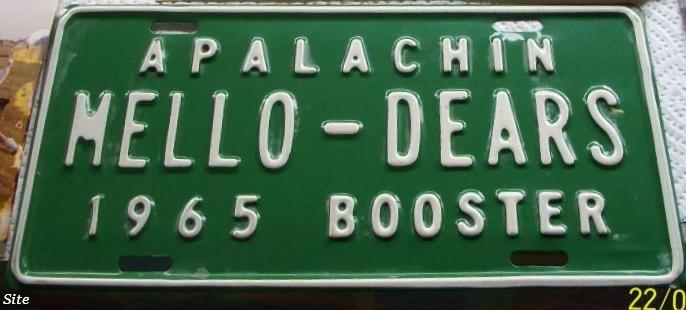 APALACHIN
MELLO-DEARS
1965 BOOSTER
Site
22/0